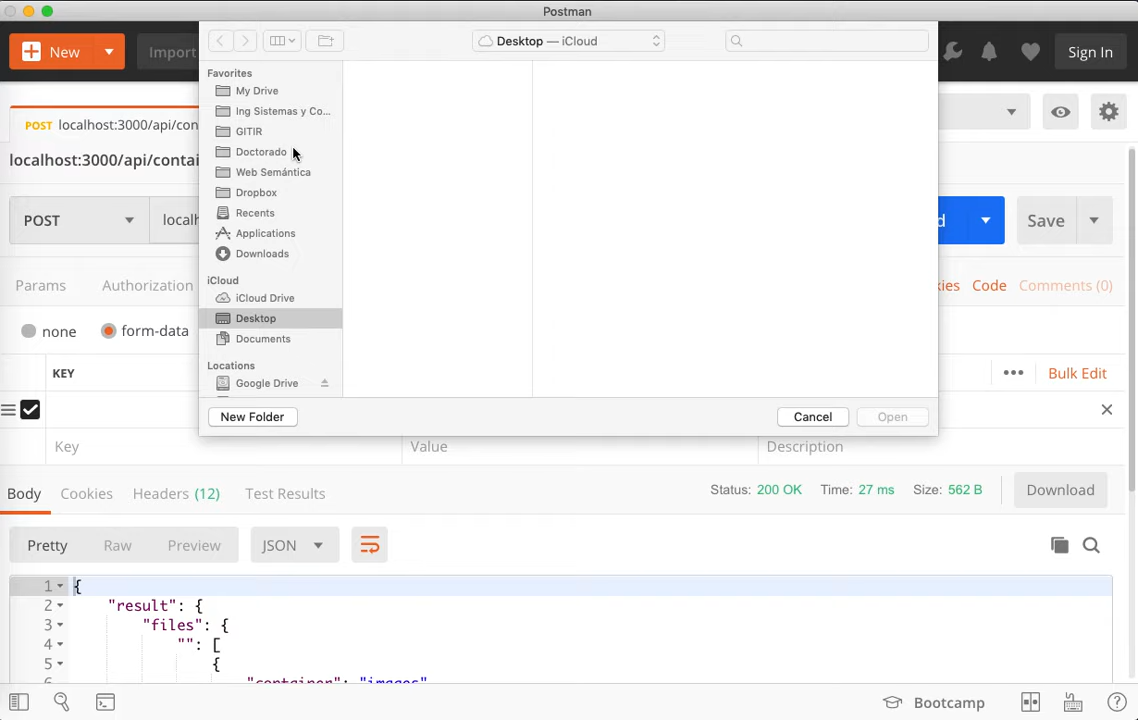 Postman
New
Import
Desktop — iCloud
Sign In
Favorites
My Drive
Ing Sistemas y Co...
GITIR
Doctorado
Web Semántica
Dropbox
Recents
Applications
Downloads
iCloud
iCloud Drive
Desktop
Documents
Locations
Google Drive
New Folder
Cancel
Open
POST localhost:3000/api/con
localhost:3000/api/contai
POST
local
d
Save
Params
Authorization
ies
Code
Comments (0)
none
form-data
KEY
Bulk Edit
Key
Value
Description
Body
Cookies
Headers (12)
Test Results
Status: 200 OK
Time: 27 ms
Size: 562 B
Download
Pretty
Raw
Preview
JSON
1 {
2 "result": {
3 "files": {
4 "": [
5 {
6 "container": "images"
Bootcamp